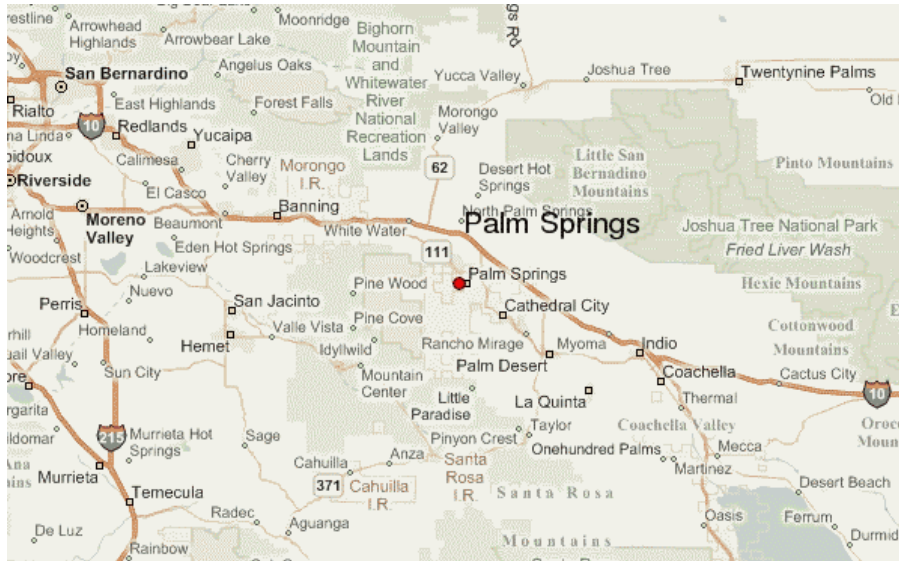 Arrowhead
Highlands
Moonridge
Arrowbear Lake
Bighorn
Mountain
and
Whitewater
River
National
Recreation
Lands
gs Rd
San Bernardino
Angelus Oaks
Yucca Valley
Joshua Tree
Twentynine Palms
Rialto
East Highlands
Forest Falls
Morongo
Valley
10
Redlands
Yucaipa
Calimesa
Cherry
Valley
Morongo
I.R.
62
Desert Hot
Springs
Little San
Bernardino
Mountains
Pinto Mountains
Riverside
El Casco
Moreno
Valley
Beaumont
Banning
White Water
North Palm Springs
Palm Springs
Joshua Tree National Park
Fried Liver Wash
Arnold
Heights
Woodcrest
Eden Hot Springs
111
Lakeview
Nuevo
Pine Wood
Palm Springs
Hexie Mountains
Perris
San Jacinto
Cathedral City
Homeland
Hemet
Valle Vista
Pine Cove
Idyllwild
Rancho Mirage
Myoma
Indio
Cottonwood
Mountains
Sun City
Mountain
Center
Palm Desert
Coachella
Cactus City
10
Little
Paradise
La Quinta
Thermal
Coachella Valley
215
Murrieta Hot
Springs
Sage
Pinyon Crest
Taylor
Onehundred Palms
Mecca
Martinez
Murrieta
Cahuilla
Anza
371
Cahuilla
I.R.
Santa
Rosa
I.R.
Santa Rosa
Mountains
Desert Beach
Temecula
Radec
Aguanga
Oasis
Ferrum
De Luz
Rainbow